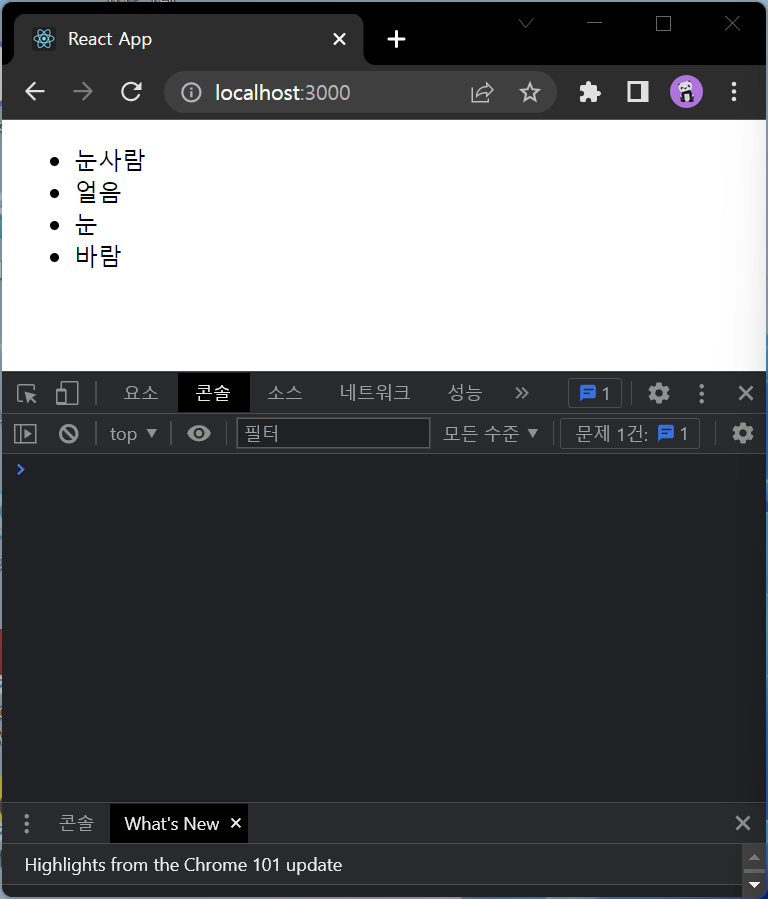 React App
localhost:3000
눈사람
얼음
눈
바람
요소 콘솔 소스 네트워크 성능 1
top 필터 모든 수준 문제 1건: 1
콘솔 What's New
Highlights from the Chrome 101 update